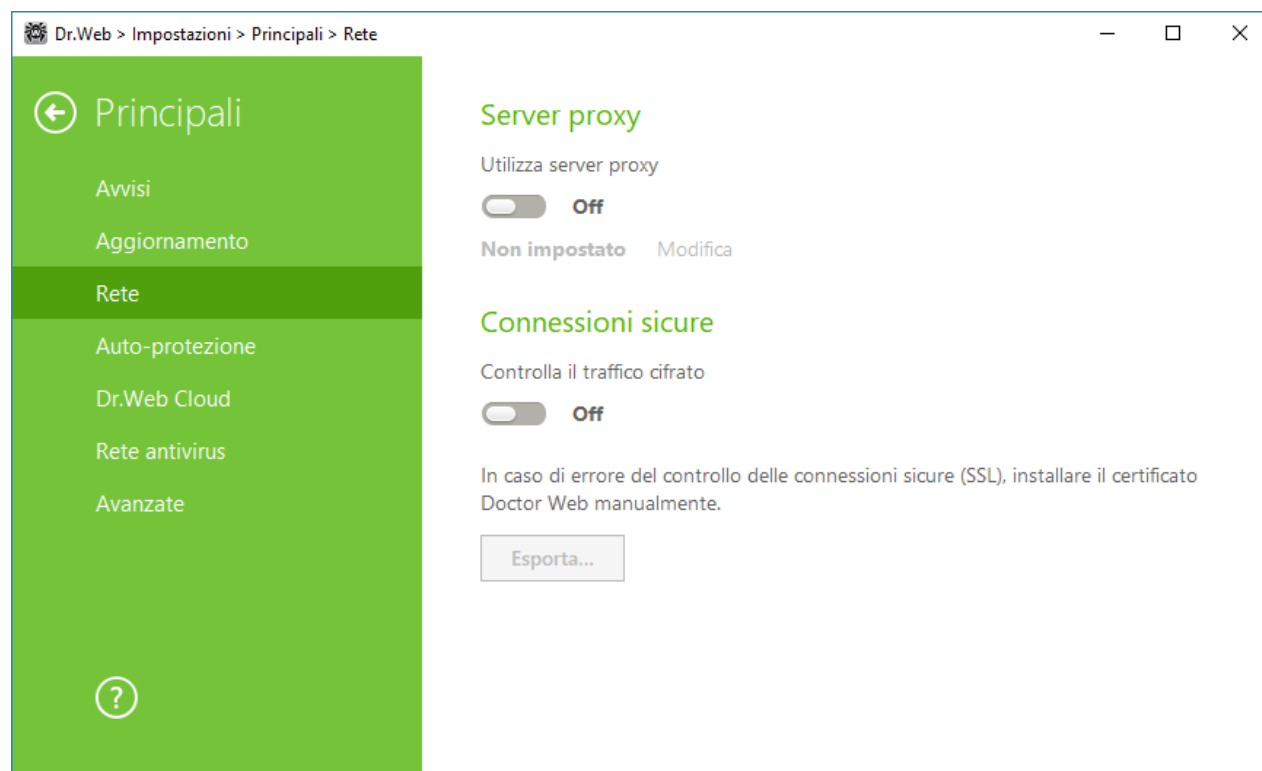 Dr.Web > Impostazioni > Principali > Rete
Principali
Avvisi
Aggiornamento
Rete
Auto-protezione
Dr.Web Cloud
Rete antivirus
Avanzate
?
Server proxy
Utilizza server proxy
Off
Non impostato Modifica
Connessioni sicure
Controlla il traffico cifrato
Off
In caso di errore del controllo delle connessioni sicure (SSL), installare il certificato
Doctor Web manualmente.
Esporta...